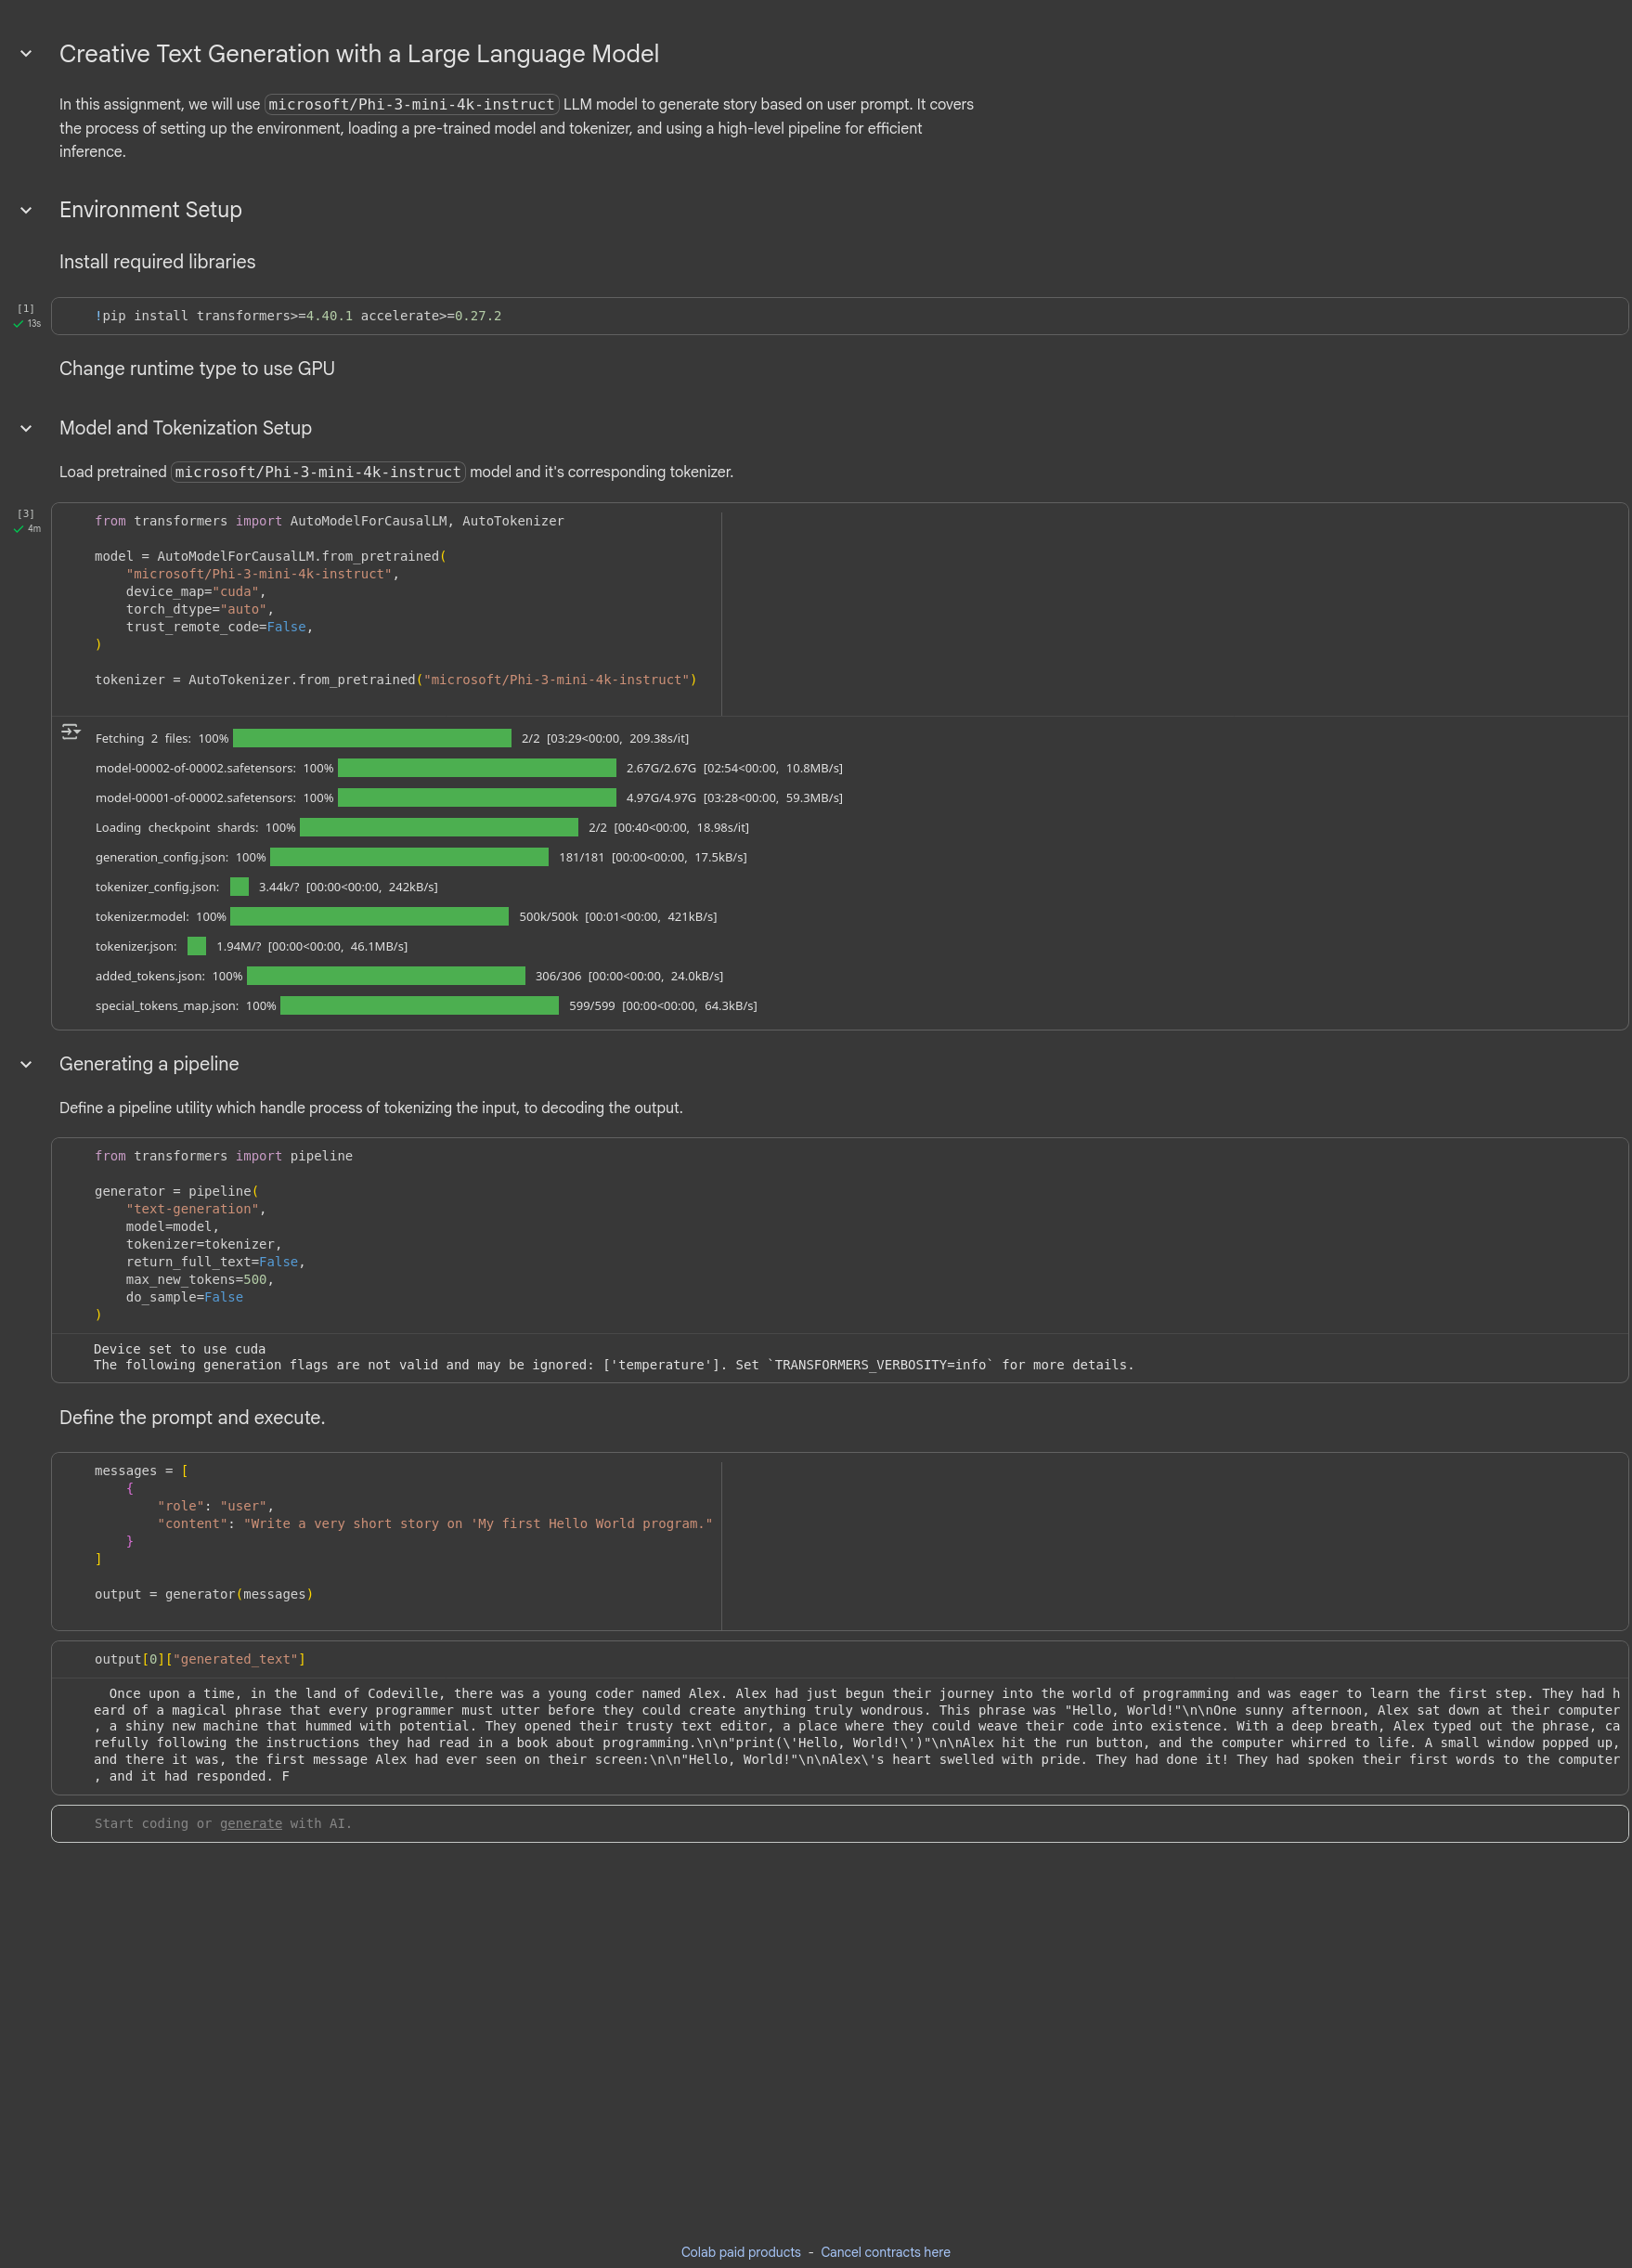 Creative Text Generation with a Large Language Model
In this assignment, we will use microsoft/Phi-3-mini-4k-instruct LLM model to generate story based on user prompt. It covers
the process of setting up the environment, loading a pre-trained model and tokenizer, and using a high-level pipeline for efficient
inference.
Environment Setup
Install required libraries
[1]
13s
!pip install transformers>=4.40.1 accelerate>=0.27.2
Change runtime type to use GPU
Model and Tokenization Setup
Load pretrained microsoft/Phi-3-mini-4k-instruct model and it's corresponding tokenizer.
[3]
4m
from transformers import AutoModelForCausalLM, AutoTokenizer
model = AutoModelForCausalLM.from_pretrained(
    "microsoft/Phi-3-mini-4k-instruct",
    device_map="cuda",
    torch_dtype="auto",
    trust_remote_code=False,
)
tokenizer = AutoTokenizer.from_pretrained("microsoft/Phi-3-mini-4k-instruct")
Fetching 2 files: 100% 2/2 [03:29<00:00, 209.38s/it]
model-00002-of-00002.safetensors: 100% 2.67G/2.67G [02:54<00:00, 10.8MB/s]
model-00001-of-00002.safetensors: 100% 4.97G/4.97G [03:28<00:00, 59.3MB/s]
Loading checkpoint shards: 100% 2/2 [00:40<00:00, 18.98s/it]
generation_config.json: 100% 181/181 [00:00<00:00, 17.5kB/s]
tokenizer_config.json: 3.44k/? [00:00<00:00, 242kB/s]
tokenizer.model: 100% 500k/500k [00:01<00:00, 421kB/s]
tokenizer.json: 1.94M/? [00:00<00:00, 46.1MB/s]
added_tokens.json: 100% 306/306 [00:00<00:00, 24.0kB/s]
special_tokens_map.json: 100% 599/599 [00:00<00:00, 64.3kB/s]
Generating a pipeline
Define a pipeline utility which handle process of tokenizing the input, to decoding the output.
from transformers import pipeline
generator = pipeline(
    "text-generation",
    model=model,
    tokenizer=tokenizer,
    return_full_text=False,
    max_new_tokens=500,
    do_sample=False
)
Device set to use cuda
The following generation flags are not valid and may be ignored: ['temperature']. Set `TRANSFORMERS_VERBOSITY=info` for more details.
Define the prompt and execute.
messages = [
    {
        "role": "user",
        "content": "Write a very short story on 'My first Hello World program."
    }
]
output = generator(messages)
output[0]["generated_text"]
Once upon a time, in the land of Codeville, there was a young coder named Alex. Alex had just begun their journey into the world of programming and was eager to learn the first step. They had h
eard of a magical phrase that every programmer must utter before they could create anything truly wondrous. This phrase was "Hello, World!"\n\nOne sunny afternoon, Alex sat down at their computer
, a shiny new machine that hummed with potential. They opened their trusty text editor, a place where they could weave their code into existence. With a deep breath, Alex typed out the phrase, ca
refully following the instructions they had read in a book about programming.\n\n"print(\'Hello, World!\')"\n\nAlex hit the run button, and the computer whirred to life. A small window popped up,
and there it was, the first message Alex had ever seen on their screen:\n\n"Hello, World!"\n\nAlex\'s heart swelled with pride. They had done it! They had spoken their first words to the computer
, and it had responded. F
Start coding or generate with AI.
Colab paid products - Cancel contracts here